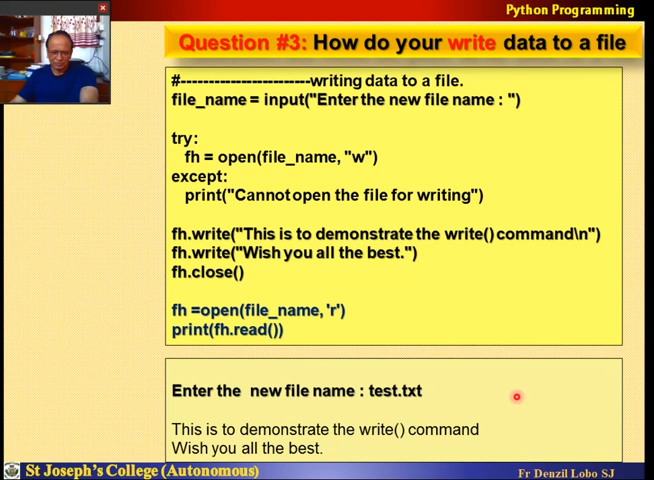 Python Programming
Question #3: How do your write data to a file
#-----------------------writing data to a file.
file_name = input("Enter the new file name : ")
try:
fh = open(file_name, "w")
except:
print("Cannot open the file for writing")
fh.write("This is to demonstrate the write() command\n")
fh.write("Wish you all the best.")
fh.close()
fh =open(file_name, 'r')
print(fh.read())
Enter the new file name : test.txt
This is to demonstrate the write() command
Wish you all the best.
St Joseph's College (Autonomous)
Fr Denzil Lobo SJ